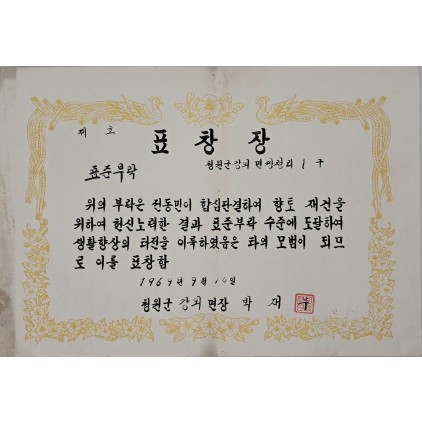 제 호
표창장
청원군강외면쌍청리 1구
표준부락
위의 부락은 전동민이 합심단결하여 향토 재건을
위하여 헌신노력한 결과 표준부락 수준에 도달하여
생활향상의 타전을 이룩하였음은 타의 모범이 되므
로 이를 표창함
1964년 9월 10일
청원군 강외면장 박재